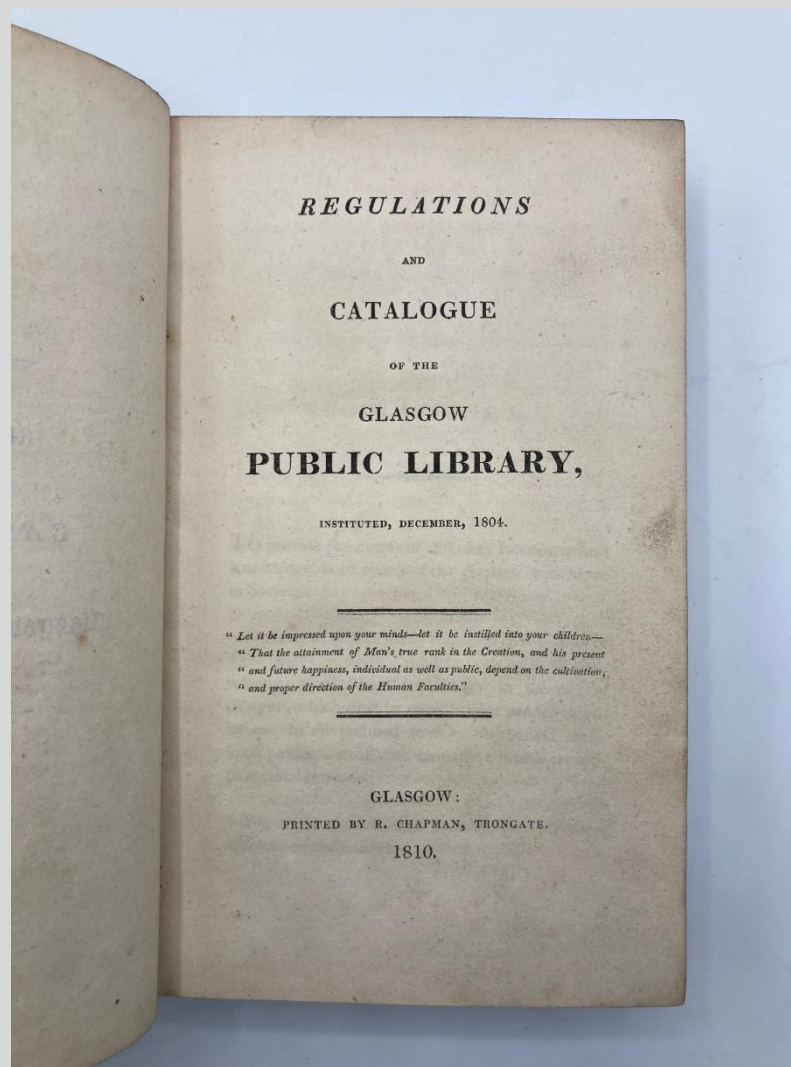 REGULATIONS
AND
CATALOGUE
OF THE
GLASGOW
PUBLIC LIBRARY,
INSTITUTED, DECEMBER, 1804.
“ Let it be impressed upon your minds—let it be instilled into your children—
“ That the attainment of Man's true rank in the Creation, and his present
“ and future happiness, individual as well as public, depend on the cultivation,
“ and proper direction of the Human Faculties.”
GLASGOW:
PRINTED BY R. CHAPMAN, TRONGATE.
1810.